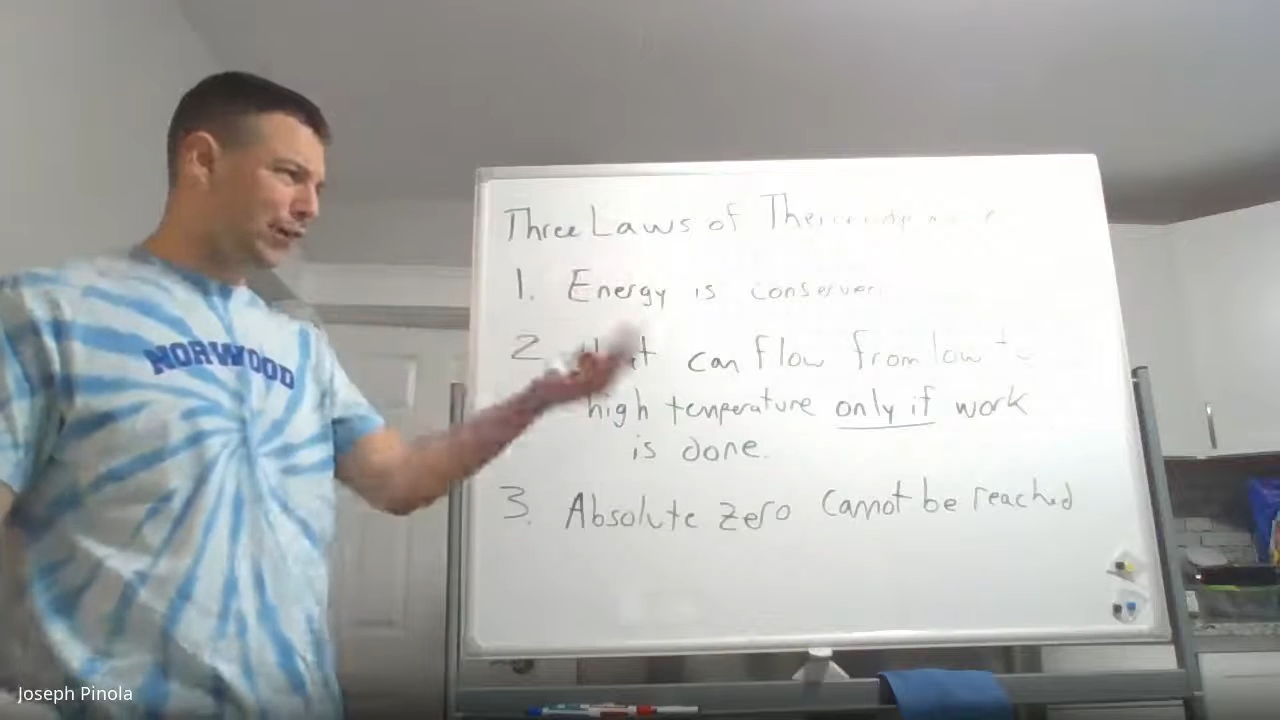 Three Laws of
1. Energy is
2 can flow from low
high temperature only if work
is done.
3. Absolute zero cannot be reached
NORWOOD
Joseph Pinola